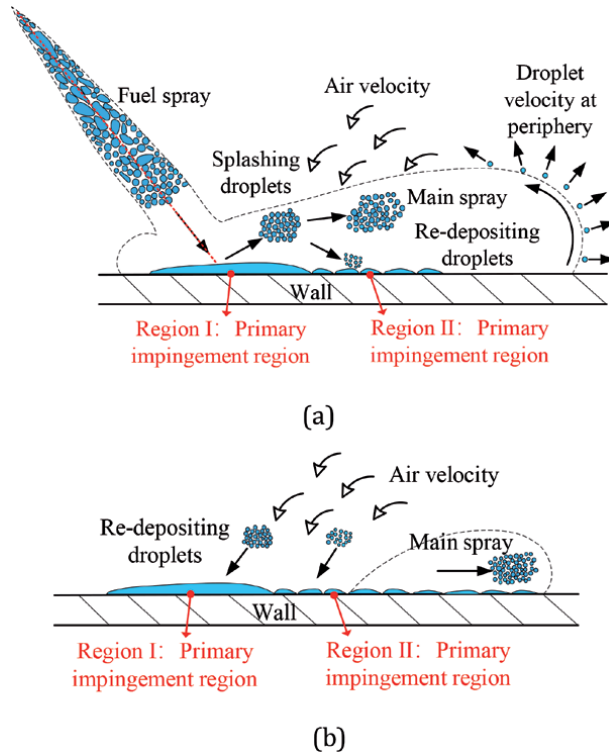 Fuel spray
Air velocity
Droplet
velocity at
periphery
Splashing
droplets
Main spray
Re-depositing
droplets
Wall
Region I: Primary
impingement region
Region II: Primary
impingement region
(a)
Air velocity
Re-depositing
droplets
Main spray
Wall
Region I: Primary
impingement region
Region II: Primary
impingement region
(b)